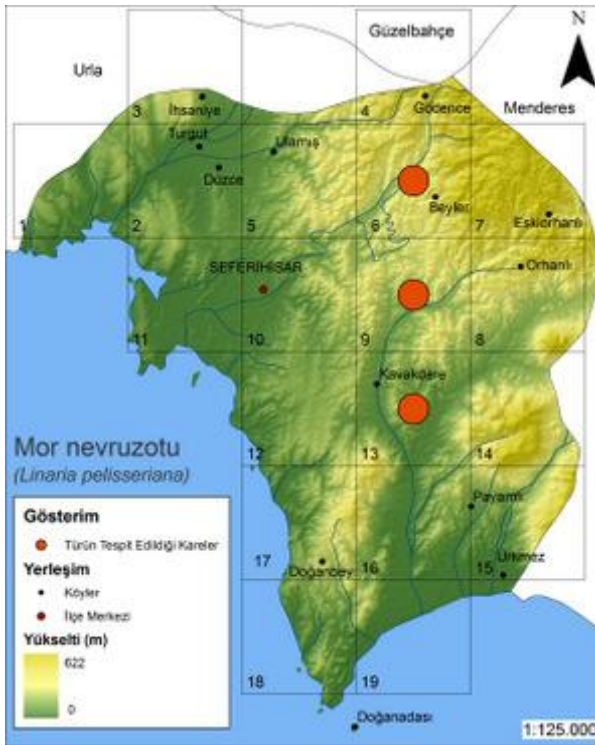 Güzelbahçe
N
Urla
3
İhsaniye
4
Gödence
Menderes
Turgut
Ulamış
Düzce
Beyler
1
2
5
6
7
Eskiorhanlı
SEFERİHİSAR
Orhanlı
11
10
9
8
Kavakdere
Mor nevruzotu
(Linaria pelisseriana)
12
13
14
Gösterim
Payamlı
Türün Tespit Edildiği Kareler
Yerleşim
17
Doğanbey
16
15
Ürkmez
Köyler
İlçe Merkezi
Yükselti (m)
622
0
18
19
Doğanadası
1:125.000